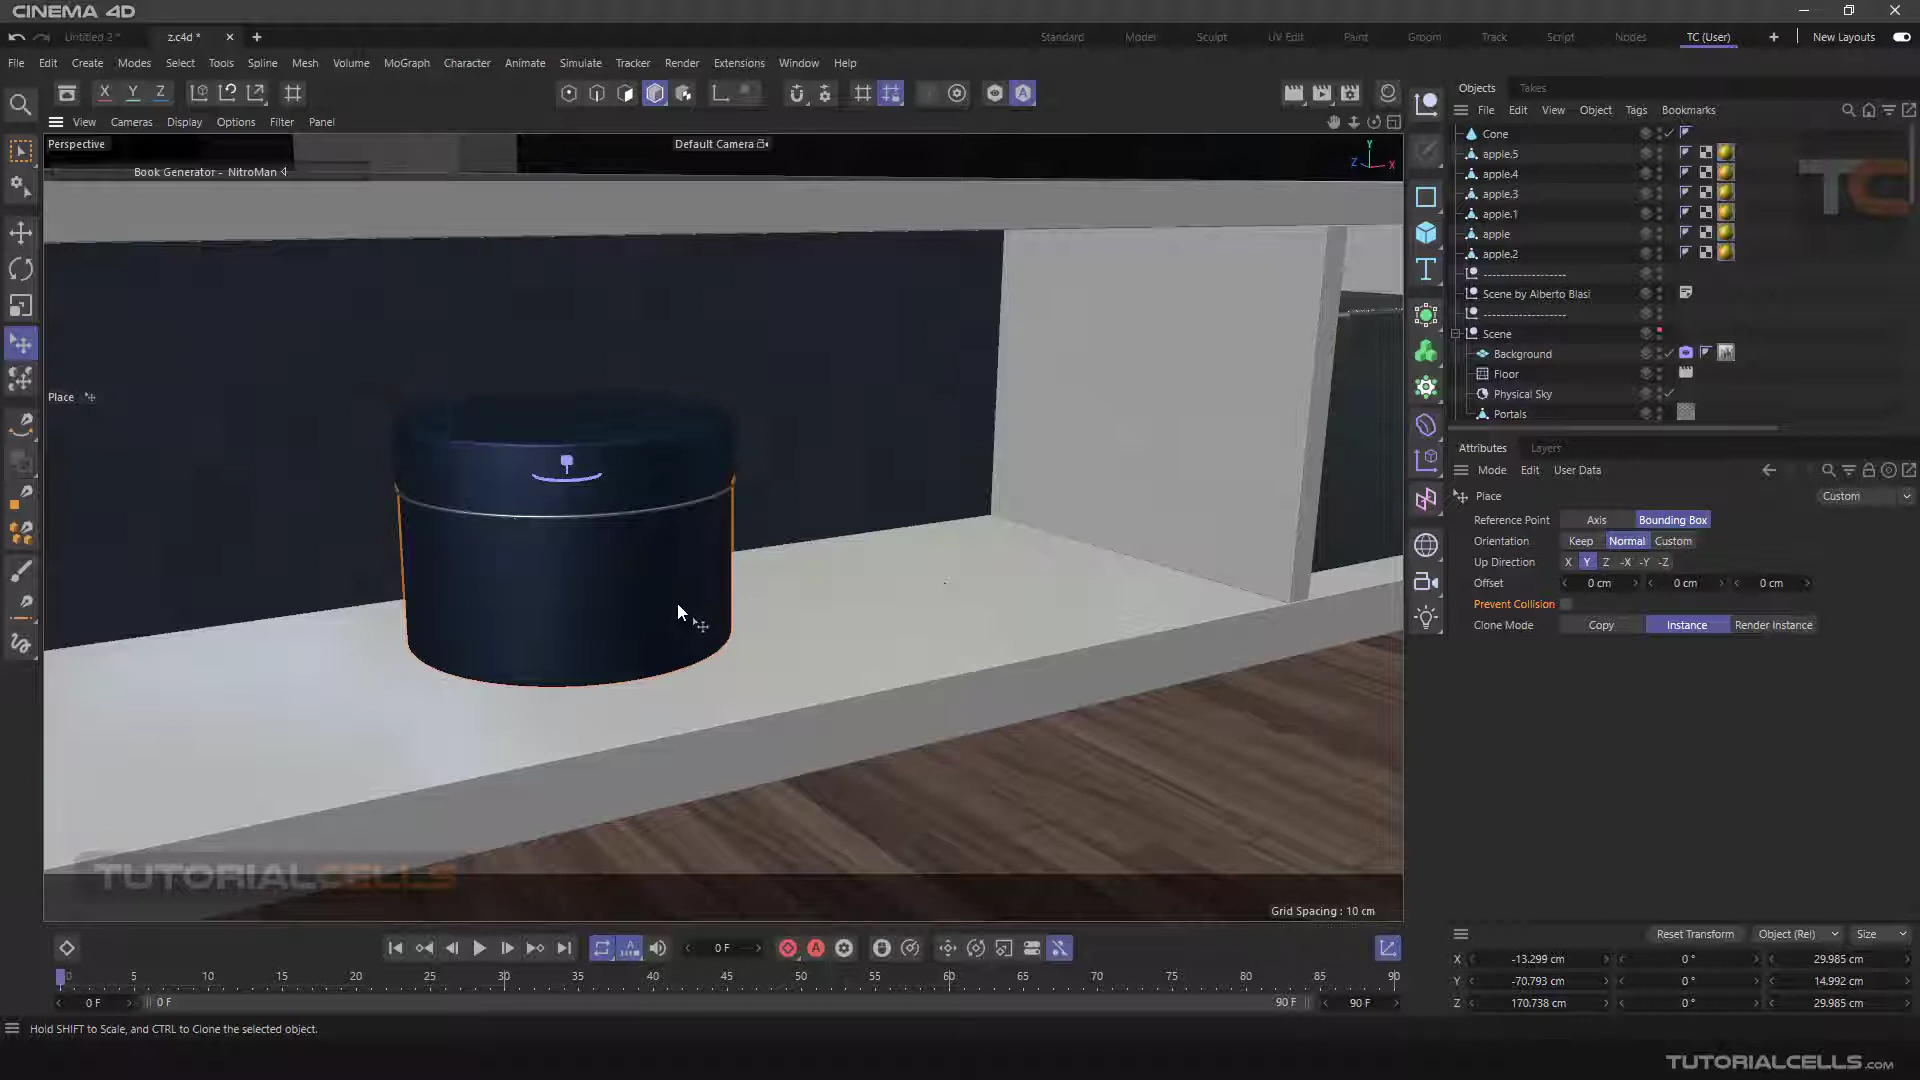 CINEMA 4D
Untitled 2 *
z.c4d *
Standard
Model
Sculpt
UV Edit
Paint
Groom
Track
Script
Nodes
TC (User)
New Layouts
File Edit Create Modes Select Tools Spline Mesh Volume MoGraph Character Animate Simulate Tracker Render Extensions Window Help
X Y Z
View Cameras Display Options Filter Panel
Perspective
Default Camera
Book Generator - NitroMan
Y
Z
X
Place
TUTORIALCELLS
Grid Spacing : 10 cm
Objects Takes
File Edit View Object Tags Bookmarks
Cone
apple.5
apple.4
apple.3
apple.1
apple
apple.2
--------------------
Scene by Alberto Blasi
--------------------
Scene
Background
Floor
Physical Sky
Portals
TC
Attributes Layers
Mode Edit User Data
Place
Custom
Reference Point Axis Bounding Box
Orientation Keep Normal Custom
Up Direction X Y Z -X -Y -Z
Offset 0 cm 0 cm 0 cm
Prevent Collision
Clone Mode Copy Instance Render Instance
0 F
0 5 10 15 20 25 30 35 40 45 50 55 60 65 70 75 80 85 90
0 F 0 F 90 F 90 F
Reset Transform Object (Rel) Size
X -13.299 cm 0 ° 29.985 cm
Y -70.793 cm 0 ° 14.992 cm
Z 170.738 cm 0 ° 29.985 cm
Hold SHIFT to Scale, and CTRL to Clone the selected object.
TUTORIALCELLS.com